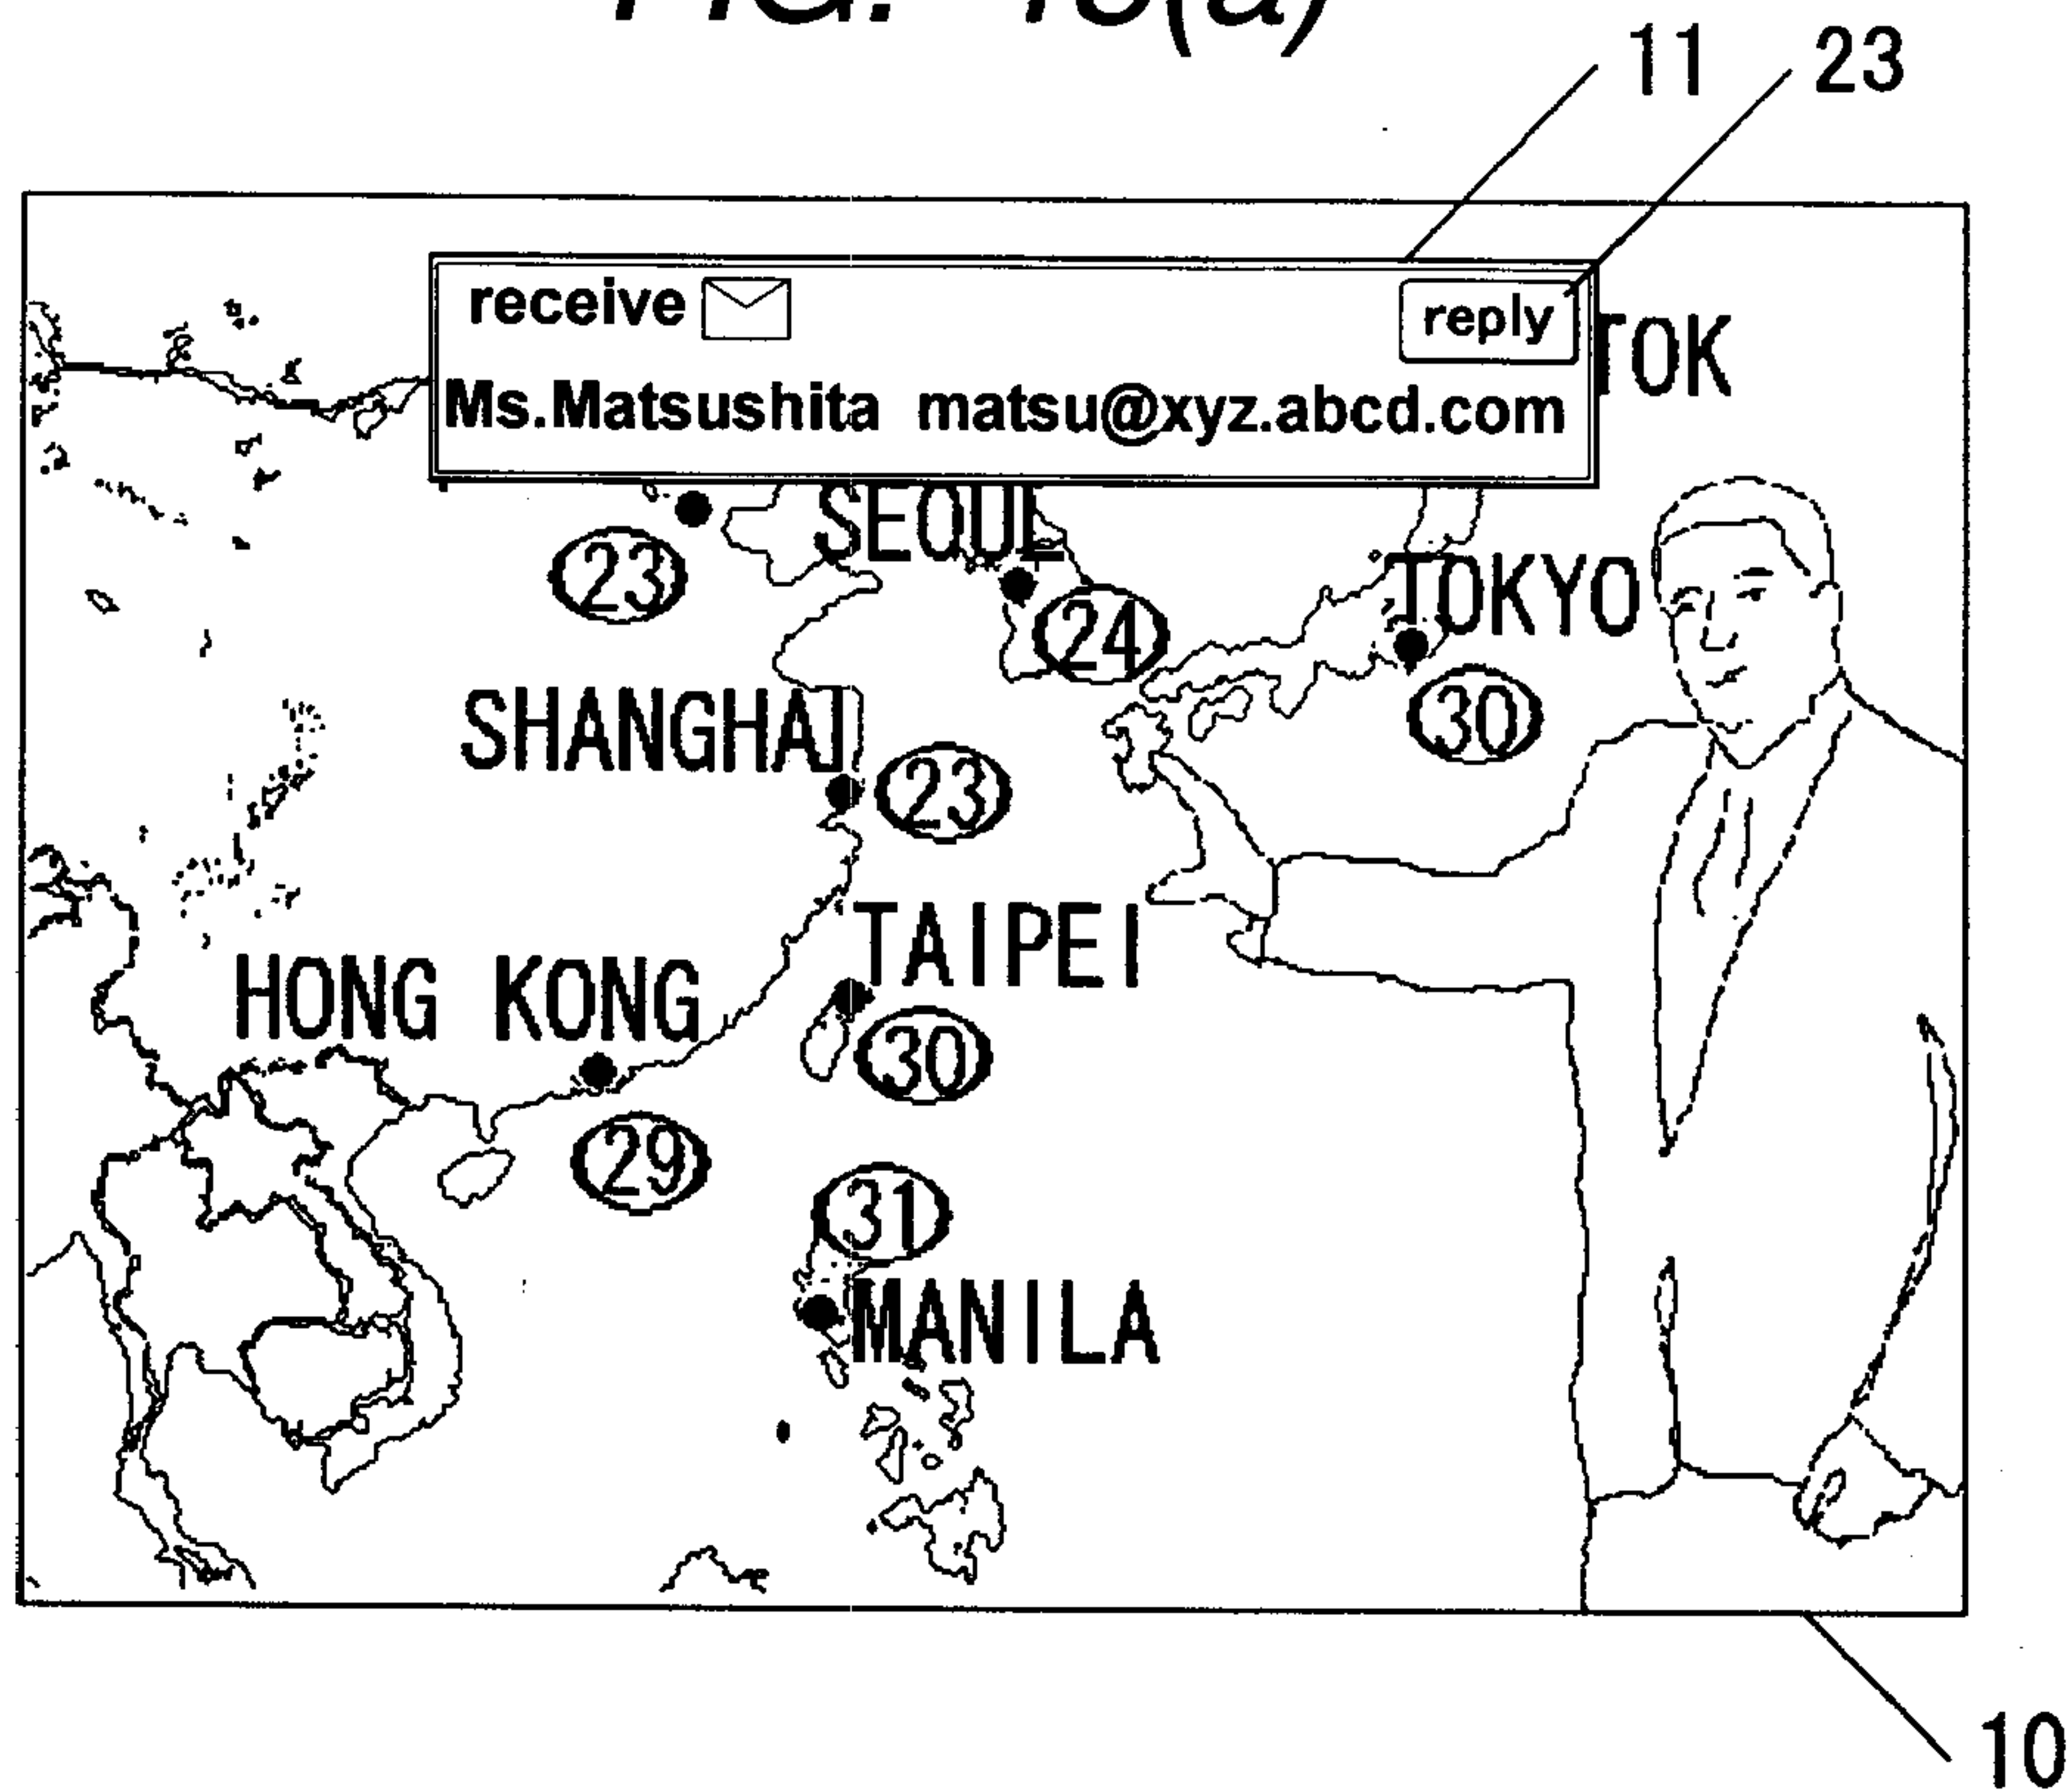 11 23
receive reply
TOK
Ms.Matsushita matsu@xyz.abcd.com
SEOUL
23
TOKYO
24
30
SHANGHAI
23
TAIPEI
HONG KONG
30
29
31
MANILA
10